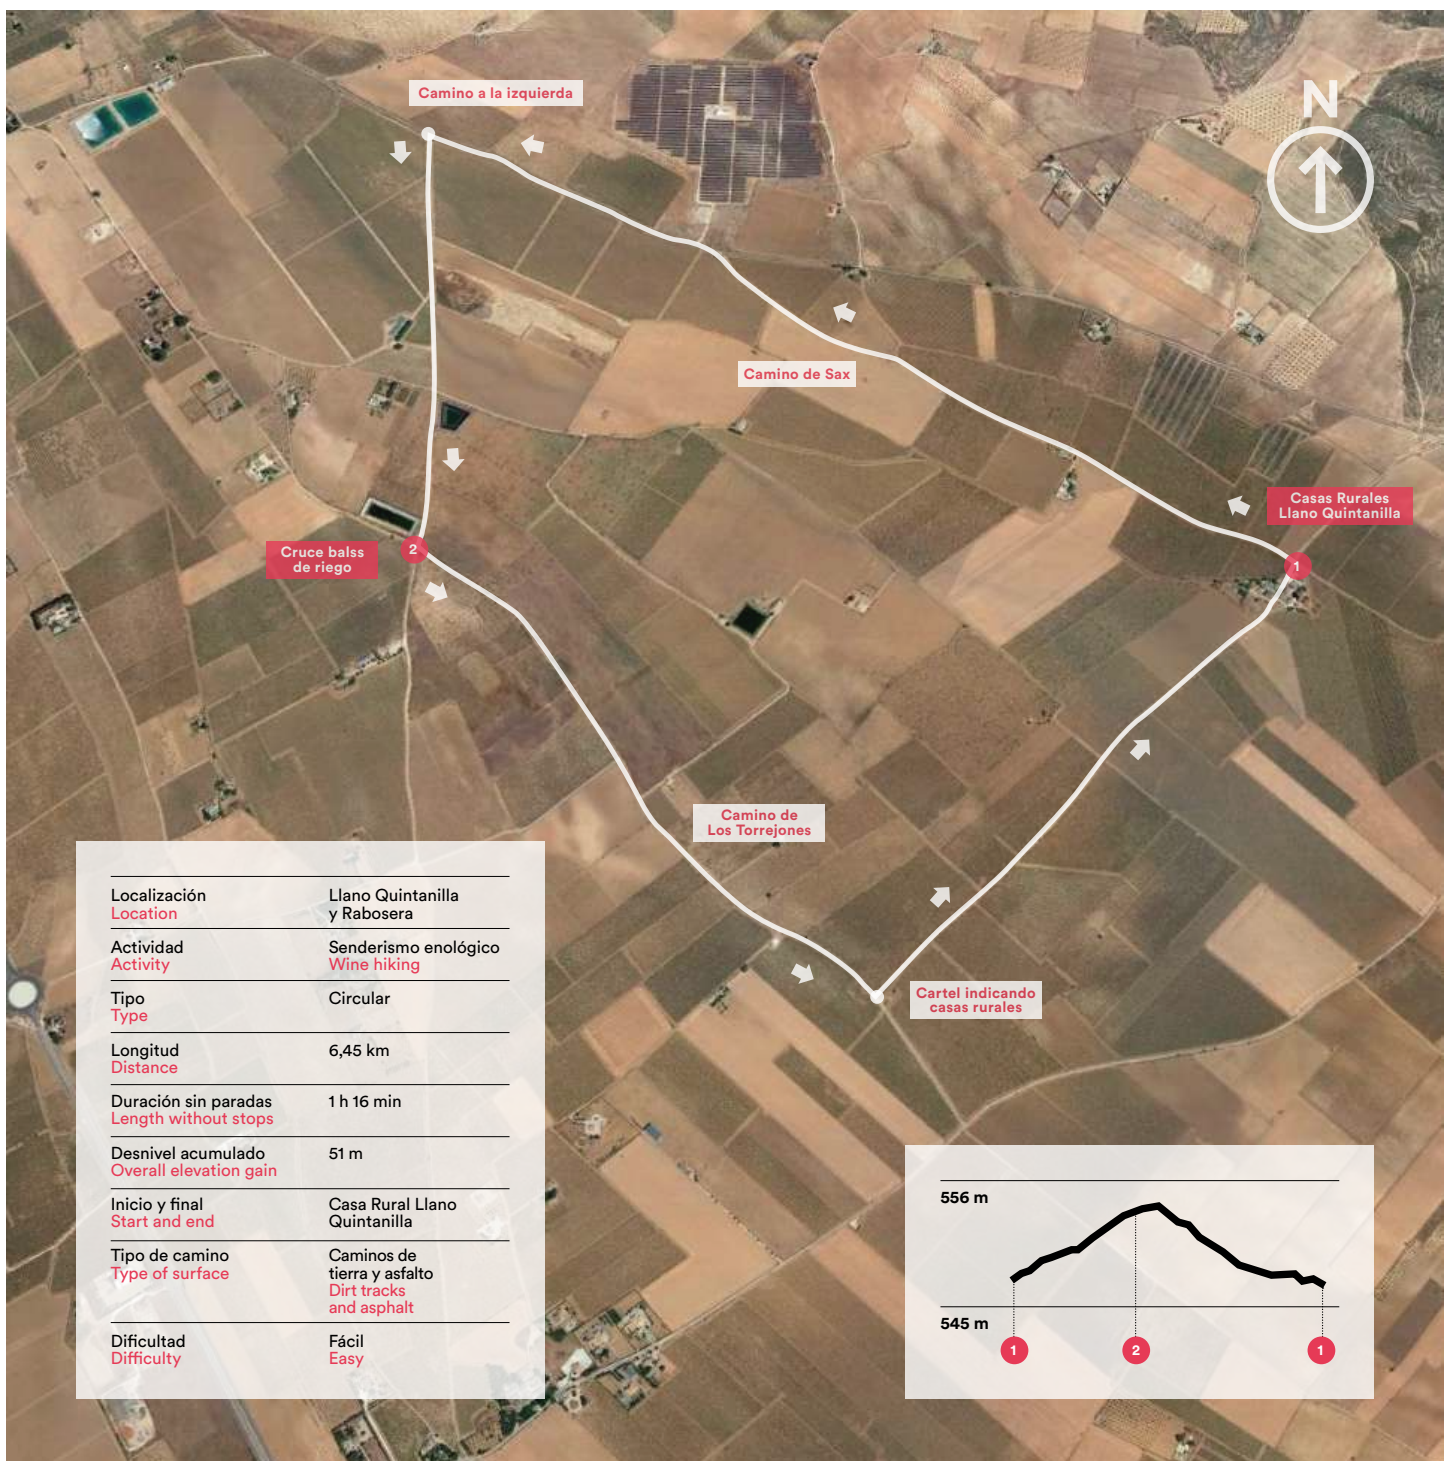 Camino a la izquierda
N
Camino de Sax
Casas Rurales
Llano Quintanilla
1
Cruce balss
de riego
2
Camino de
Los Torrejones
Cartel indicando
casas rurales
Localización
Location
Llano Quintanilla
y Rabosera
Actividad
Activity
Senderismo enológico
Wine hiking
Tipo
Type
Circular
Longitud
Distance
6,45 km
Duración sin paradas
Length without stops
1 h 16 min
Desnivel acumulado
Overall elevation gain
51 m
Inicio y final
Start and end
Casa Rural Llano
Quintanilla
Tipo de camino
Type of surface
Caminos de
tierra y asfalto
Dirt tracks
and asphalt
Dificultad
Difficulty
Fácil
Easy
556 m
545 m
1
2
1